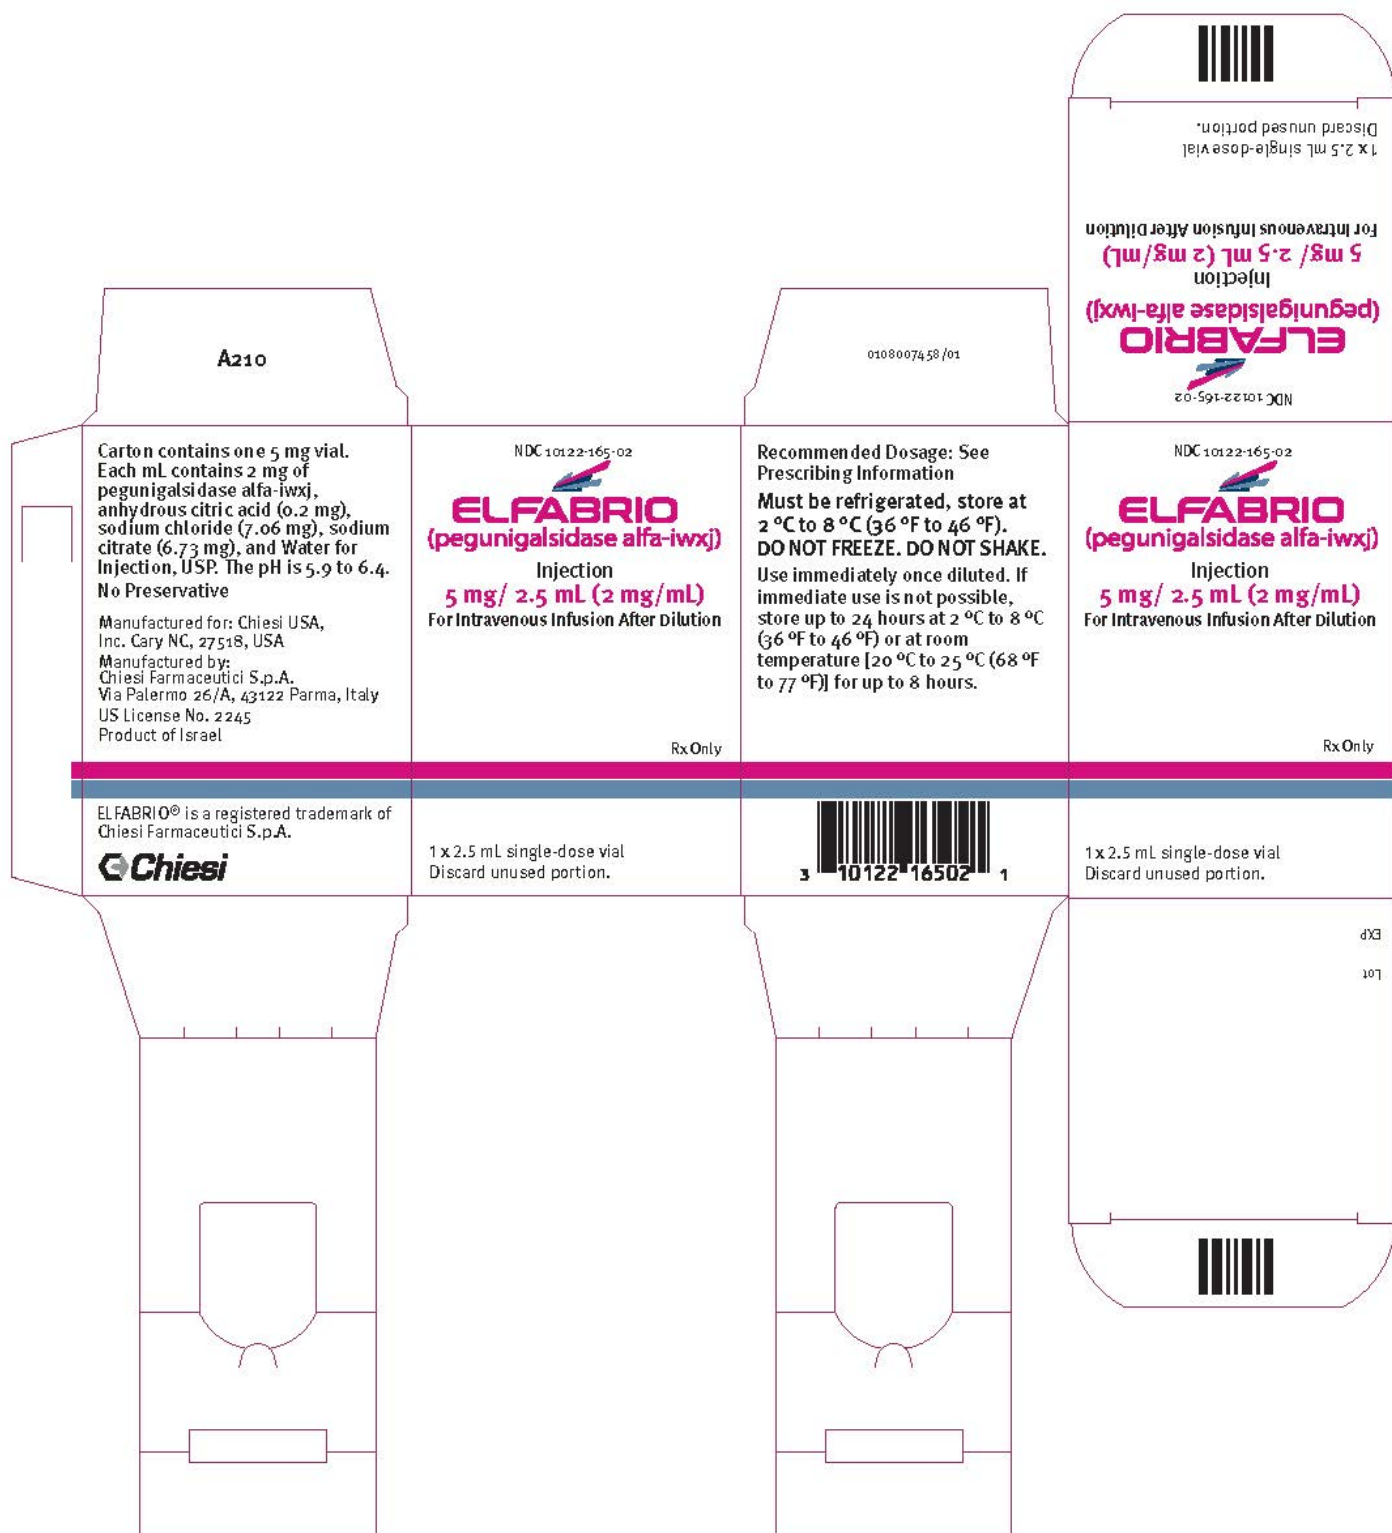 1 x 2.5 mL single-dose vial
Discard unused portion.
For Intravenous Infusion After Dilution
5 mg/ 2.5 mL (2 mg/mL)
Injection
(pegunigalsidase alfa-iwxj)
ELFABRIO
NDC 10122-165-02
A210
0108007458/01
Carton contains one 5 mg vial.
Each mL contains 2 mg of
pegunigalsidase alfa-iwxj,
anhydrous citric acid (0.2 mg),
sodium chloride (7.06 mg), sodium
citrate (6.73 mg), and Water for
Injection, USP. The pH is 5.9 to 6.4.
No Preservative
Manufactured for: Chiesi USA,
Inc. Cary NC, 27518, USA
Manufactured by:
Chiesi Farmaceutici S.p.A.
Via Palermo 26/A, 43122 Parma, Italy
US License No. 2245
Product of Israel
ELFABRIO® is a registered trademark of
Chiesi Farmaceutici S.p.A.
Chiesi
NDC 10122-165-02
ELFABRIO
(pegunigalsidase alfa-iwxj)
Injection
5 mg/ 2.5 mL (2 mg/mL)
For Intravenous Infusion After Dilution
Rx Only
1 x 2.5 mL single-dose vial
Discard unused portion.
Recommended Dosage: See
Prescribing Information
Must be refrigerated, store at
2 ºC to 8 ºC (36 ºF to 46 ºF).
DO NOT FREEZE. DO NOT SHAKE.
Use immediately once diluted. If
immediate use is not possible,
store up to 24 hours at 2 ºC to 8 ºC
(36 ºF to 46 ºF) or at room
temperature [20 ºC to 25 ºC (68 ºF
to 77 ºF)] for up to 8 hours.
3 10122 16502 1
NDC 10122-165-02
ELFABRIO
(pegunigalsidase alfa-iwxj)
Injection
5 mg/ 2.5 mL (2 mg/mL)
For Intravenous Infusion After Dilution
Rx Only
1 x 2.5 mL single-dose vial
Discard unused portion.
EXP
Lot